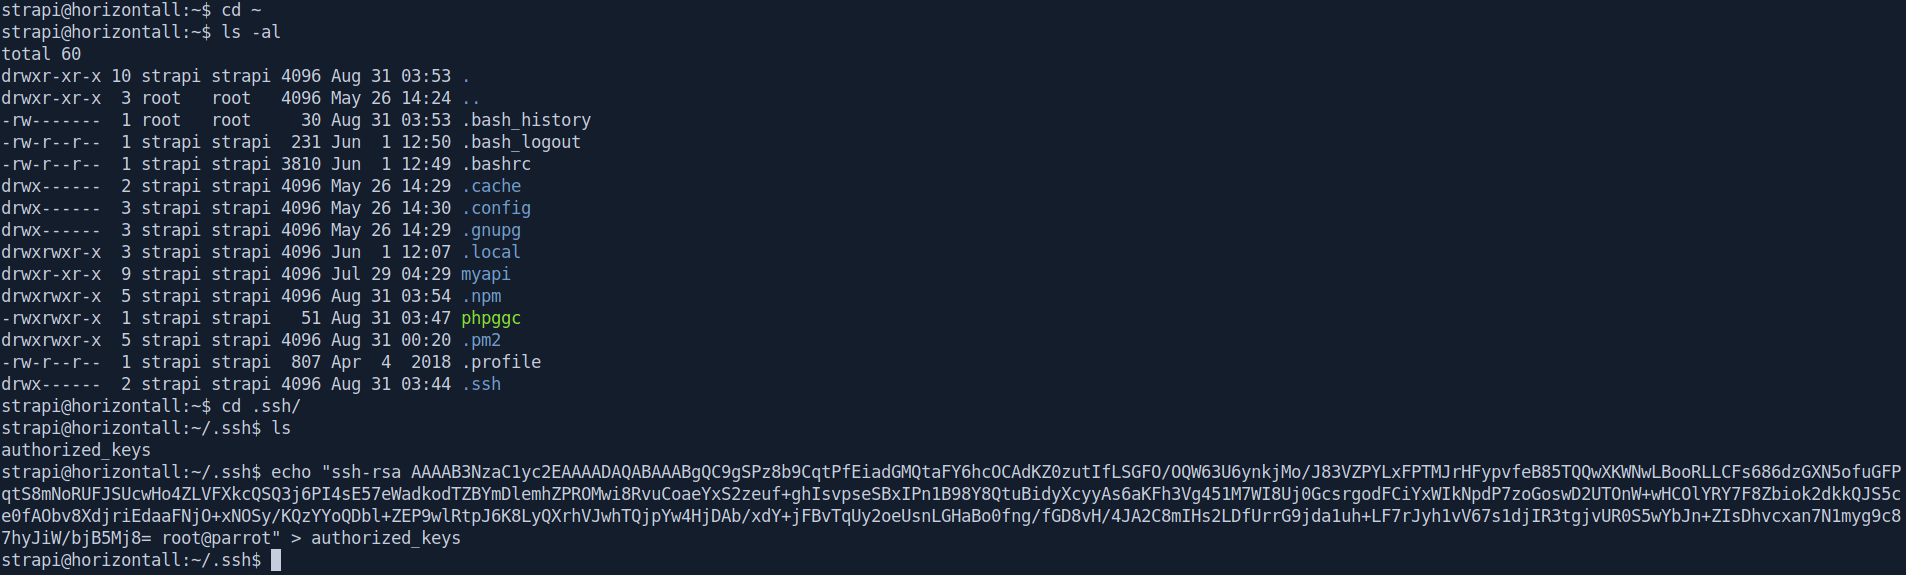 strapi@horizontall:~$ cd ~
strapi@horizontall:~$ ls -al
total 60
drwxr-xr-x 10 strapi strapi 4096 Aug 31 03:53 .
drwxr-xr-x  3 root   root   4096 May 26 14:24 ..
-rw-------  1 root   root     30 Aug 31 03:53 .bash_history
-rw-r--r--  1 strapi strapi  231 Jun  1 12:50 .bash_logout
-rw-r--r--  1 strapi strapi 3810 Jun  1 12:49 .bashrc
drwx------  2 strapi strapi 4096 May 26 14:29 .cache
drwx------  3 strapi strapi 4096 May 26 14:30 .config
drwx------  3 strapi strapi 4096 May 26 14:29 .gnupg
drwxrwxr-x  3 strapi strapi 4096 Jun  1 12:07 .local
drwxr-xr-x  9 strapi strapi 4096 Jul 29 04:29 myapi
drwxrwxr-x  5 strapi strapi 4096 Aug 31 03:54 .npm
-rwxrwxr-x  1 strapi strapi   51 Aug 31 03:47 phpggc
drwxrwxr-x  5 strapi strapi 4096 Aug 31 00:20 .pm2
-rw-r--r--  1 strapi strapi  807 Apr  4  2018 .profile
drwx------  2 strapi strapi 4096 Aug 31 03:44 .ssh
strapi@horizontall:~$ cd .ssh/
strapi@horizontall:~/.ssh$ ls
authorized_keys
strapi@horizontall:~/.ssh$ echo "ssh-rsa AAAAB3NzaC1yc2EAAAADAQABAAABgQC9gSPz8b9CqtPfEiadGMQtaFY6hcOCAdKZ0zutIfLSGFO/OQW63U6ynkjMo/J83VZPYLxFPTMJrHFypvfeB85TQQwXKWNwLBooRLLCFs686dzGXN5ofuGFP
qtS8mNoRUFJSUcwHo4ZLVFXkcQSQ3j6PI4sE57eWadkodTZBYmDlemhZPROMwi8RvuCoaeYxS2zeuf+ghIsvpseSBxIPn1B98Y8QtuBidyXcyyAs6aKFh3Vg451M7WI8Uj0GcsrgodFCiYxWIkNpdP7zoGoswD2UTOnW+wHCOlYRY7F8Zbiok2dkkQJS5c
e0fAObv8XdjriEdaaFNjO+xNOSy/KQzYYoQDbl+ZEP9wlRtpJ6K8LyQXrhVJwhTQjpYw4HjDAb/xdY+jFBvTqUy2oeUsnLGHaBo0fng/fGD8vH/4JA2C8mIHs2LDfUrrG9jda1uh+LF7rJyh1vV67s1djIR3tgjvUR0S5wYbJn+ZIsDhvcxan7N1myg9c8
7hyJiW/bjB5Mj8= root@parrot" > authorized_keys
strapi@horizontall:~/.ssh$